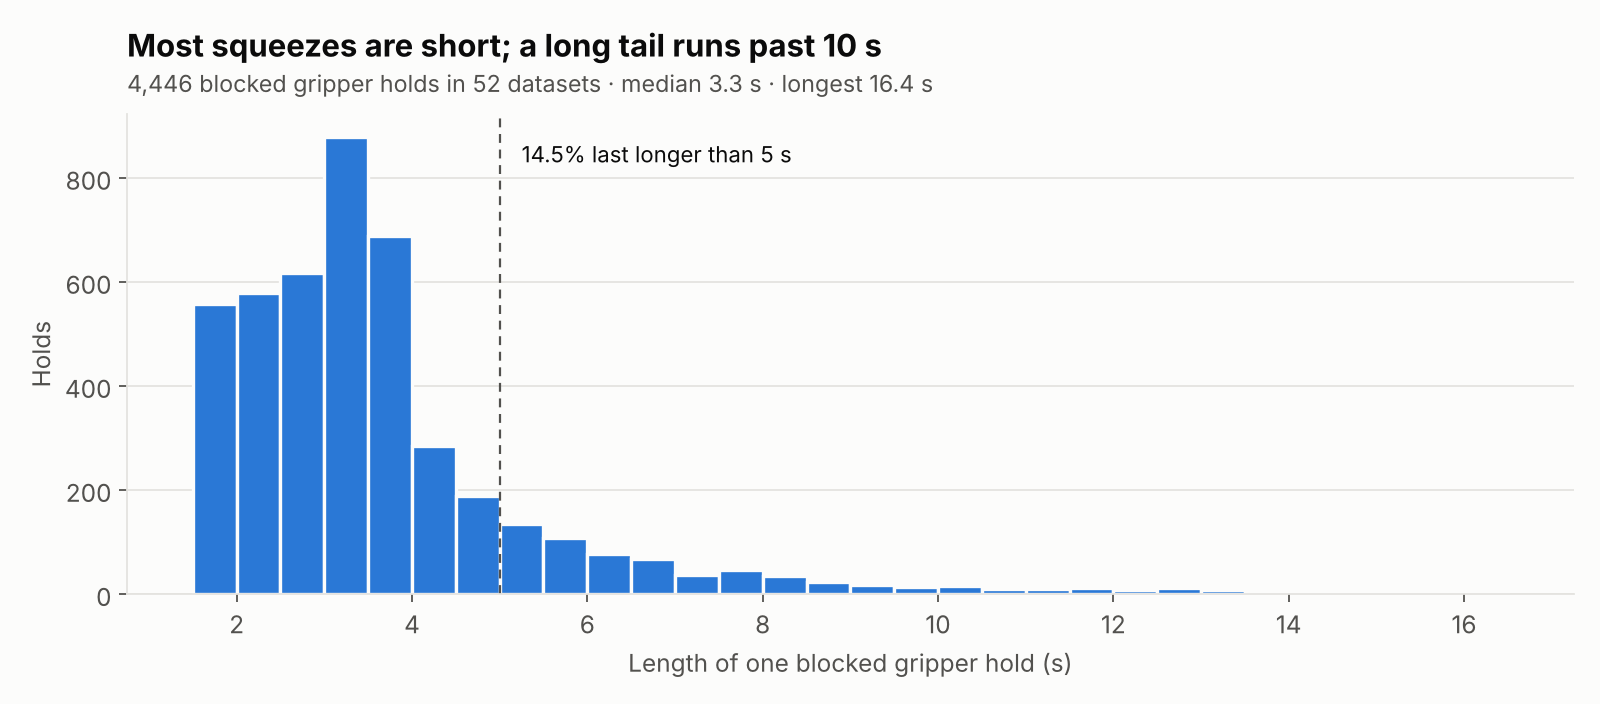 Most squeezes are short; a long tail runs past 10 s
4,446 blocked gripper holds in 52 datasets · median 3.3 s · longest 16.4 s
14.5% last longer than 5 s
Holds
800
600
400
200
0
2 4 6 8 10 12 14 16
Length of one blocked gripper hold (s)